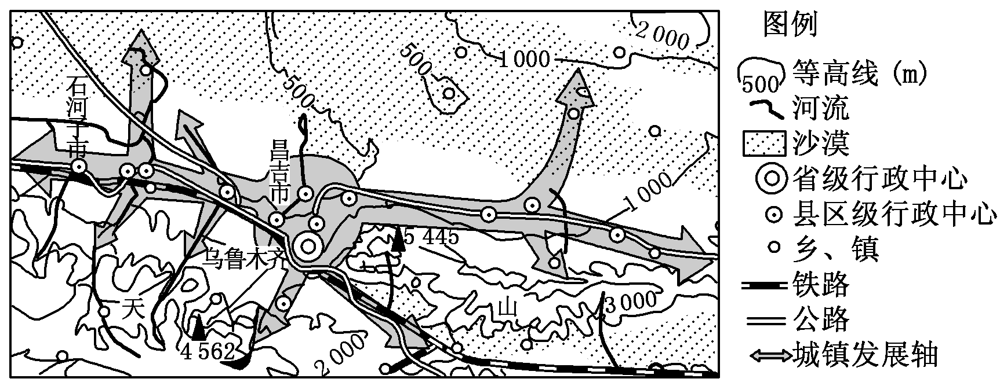 2 000
1 000
500
500
石河子市
昌吉市
1 000
5 445
乌鲁木齐
天
山
3 000
4 562
2 000
图例
500 等高线 (m)
河流
沙漠
省级行政中心
县区级行政中心
乡、镇
铁路
公路
城镇发展轴